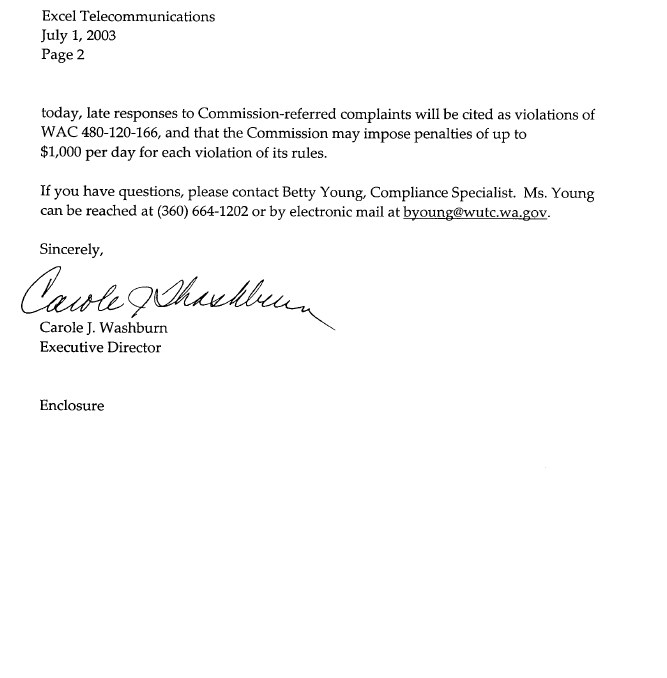 Excel Telecommunications
July 1, 2003
Page 2
today, late responses to Commission-referred complaints will be cited as violations of
WAC 480-120-166, and that the Commission may impose penalties of up to
$1,000 per day for each violation of its rules.
If you have questions, please contact Betty Young, Compliance Specialist.  Ms. Young
can be reached at (360) 664-1202 or by electronic mail at byoung@wutc.wa.gov.
Sincerely,
Carole J Washburn
Carole J. Washburn
Executive Director
Enclosure